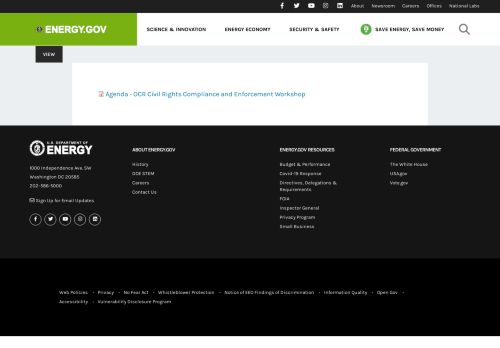 About Newsroom Careers Offices National Labs
ENERGY.GOV
SCIENCE & INNOVATION ENERGY ECONOMY SECURITY & SAFETY SAVE ENERGY, SAVE MONEY
VIEW
Agenda - OCR Civil Rights Compliance and Enforcement Workshop
U.S. DEPARTMENT OF
ENERGY
1000 Independence Ave. SW
Washington DC 20585
202-586-5000
Sign Up for Email Updates
ABOUT ENERGY.GOV
History
DOE STEM
Careers
Contact Us
ENERGY.GOV RESOURCES
Budget & Performance
Covid-19 Response
Directives, Delegations &
Requirements
FOIA
Inspector General
Privacy Program
Small Business
FEDERAL GOVERNMENT
The White House
USA.gov
Vote.gov
Web Policies • Privacy • No Fear Act • Whistleblower Protection • Notice of EEO Findings of Discrimination • Information Quality • Open Gov •
Accessibility • Vulnerability Disclosure Program